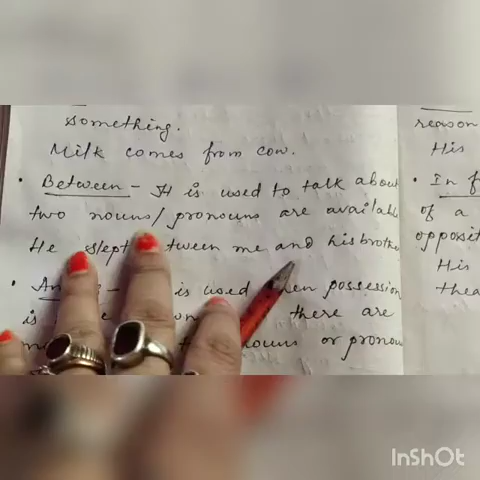 something.
Milk comes from cow.
• Between - It is used to talk about
two nouns/pronouns are availabl
He slept tween me and his brothe
• is used en possession
is there are
nouns or pronou
reason
His
• In f
of a
opposit
His
thea
InShOt